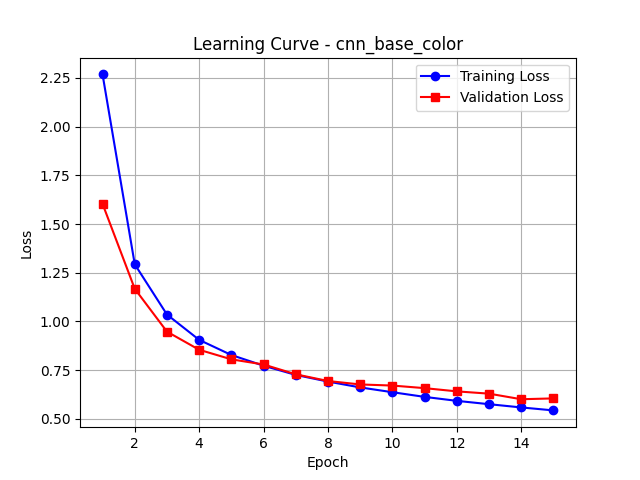 Learning Curve - cnn_base_color
Training Loss
Validation Loss
2.25
2.00
1.75
1.50
1.25
1.00
0.75
0.50
Loss
2 4 6 8 10 12 14
Epoch